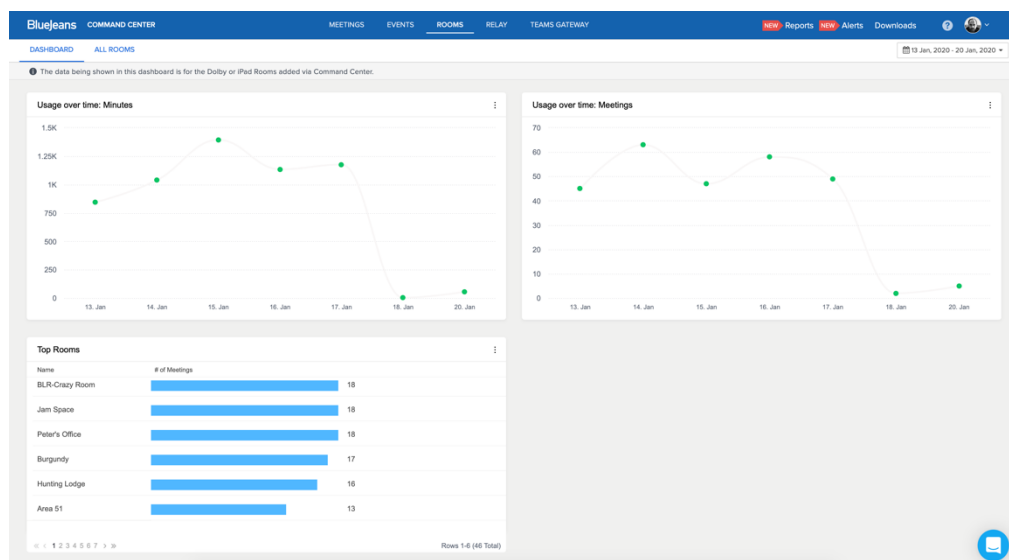 BlueJeans COMMAND CENTER MEETINGS EVENTS ROOMS RELAY TEAMS GATEWAY NEW Reports NEW Alerts Downloads ?
DASHBOARD ALL ROOMS 13 Jan, 2020 - 20 Jan, 2020
The data being shown in this dashboard is for the Dolby or iPad Rooms added via Command Center.
Usage over time: Minutes
1.5K
1.25K
1K
750
500
250
0
13. Jan 14. Jan 15. Jan 16. Jan 17. Jan 18. Jan 20. Jan
Usage over time: Meetings
70
60
50
40
30
20
10
0
13. Jan 14. Jan 15. Jan 16. Jan 17. Jan 18. Jan 20. Jan
Top Rooms
Name # of Meetings
BLR-Crazy Room 18
Jam Space 18
Peter's Office 18
Burgundy 17
Hunting Lodge 16
Area 51 13
« ‹ 1 2 3 4 5 6 7 › » Rows 1-6 (46 Total)